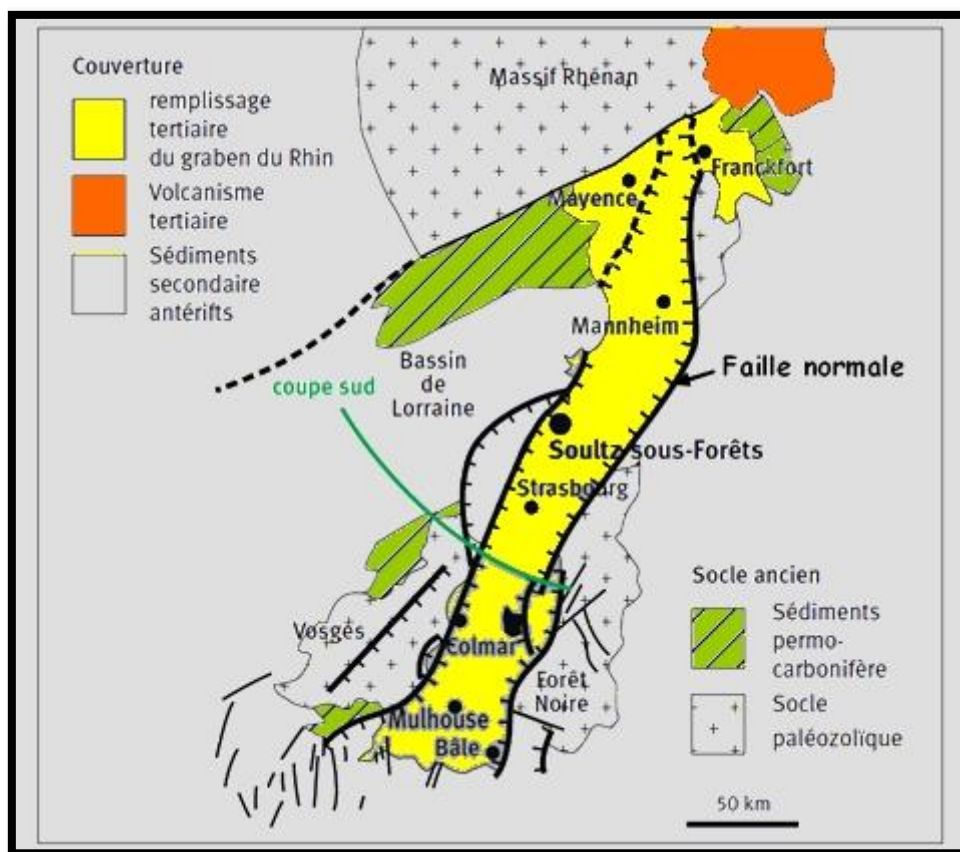 Couverture
remplissage
tertiaire
du graben du Rhin
Volcanisme
tertiaire
Sédiments
secondaire
antérifts
Massif Rhénan
Franckfort
Mayence
Mannheim
Bassin
de
Lorraine
coupe sud
Faille normale
Soultz sous-Forêts
Strasbourg
Vosges
Colmar
Forêt
Noire
Mulhouse
Bâle
Socle ancien
Sédiments
permo-
carbonifère
Socle
paléozoïque
50 km